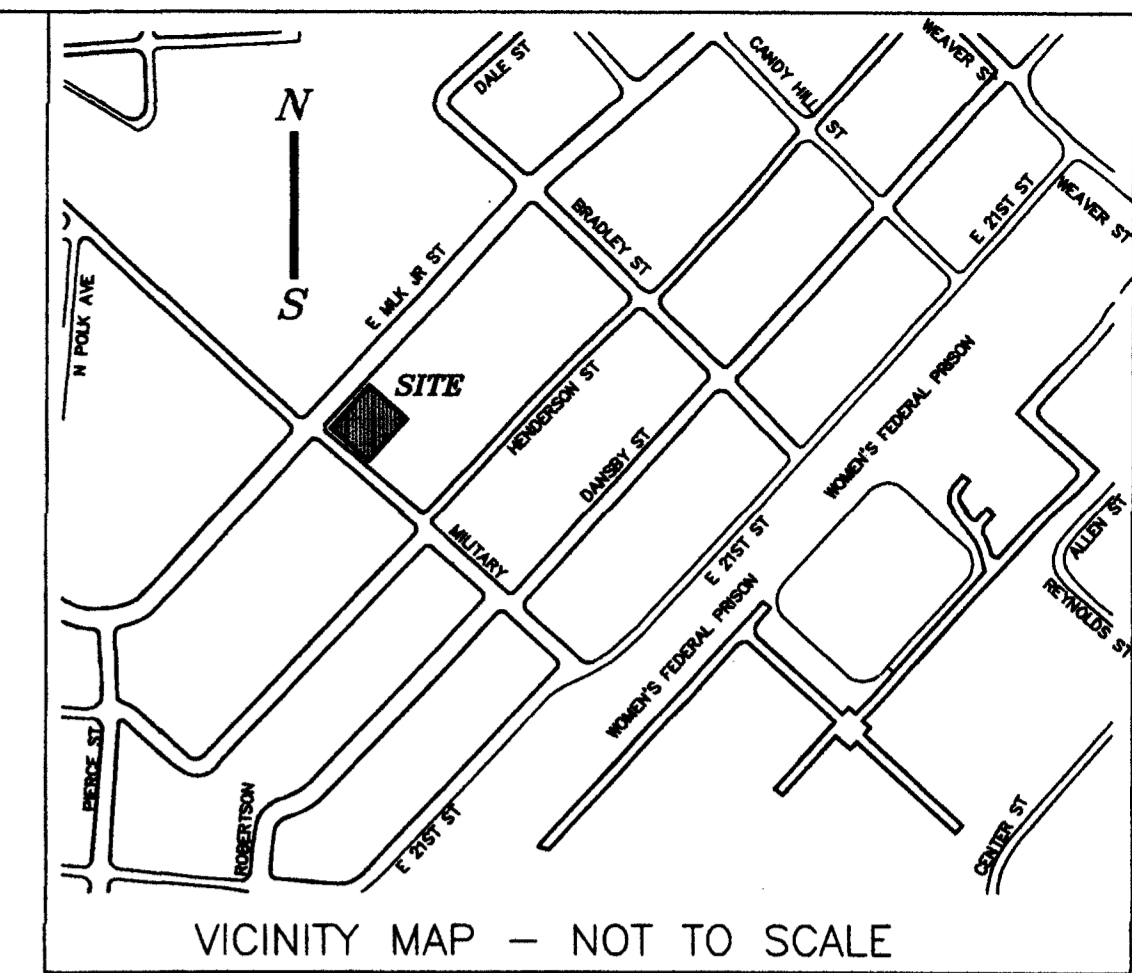 DALE ST
CANDY HILL ST
WEAVER ST
N
S
N POLK AVE
E MLK JR ST
BRADLEY ST
E 21ST ST
WEAVER ST
SITE
HENDERSON ST
DANSBY ST
WOMEN'S FEDERAL PRISON
MILITARY
E 21ST ST
WOMEN'S FEDERAL PRISON
ALLEN ST
REYNOLDS ST
PIERCE ST
ROBERTSON
E 21ST ST
CENTER ST
VICINITY MAP – NOT TO SCALE